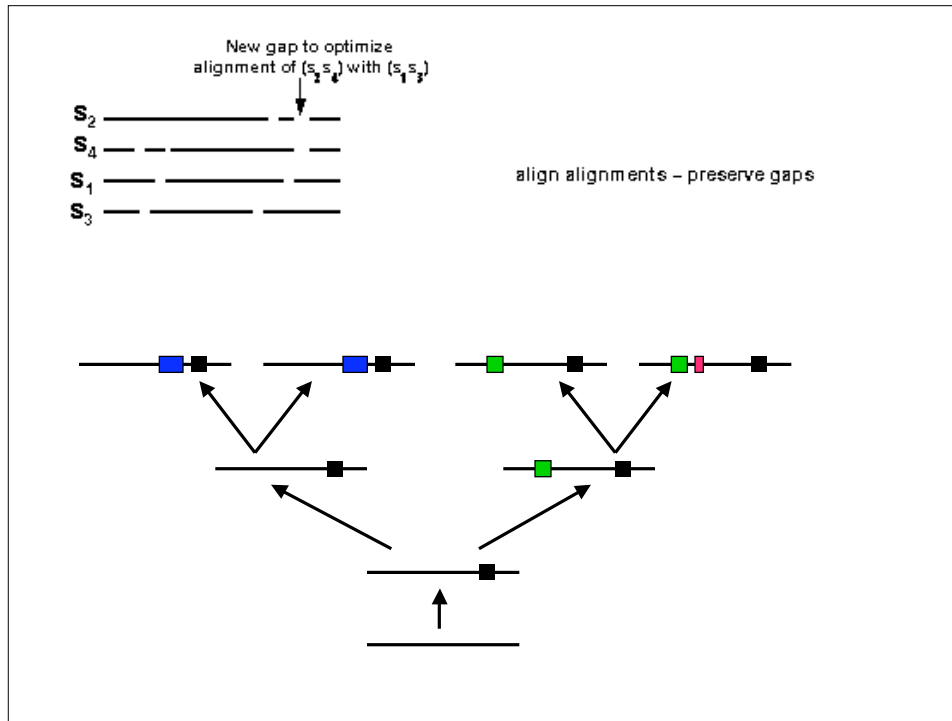 New gap to optimize
alignment of (s₂s₄) with (s₁s₃)
S₂
S₄
S₁
S₃
align alignments – preserve gaps